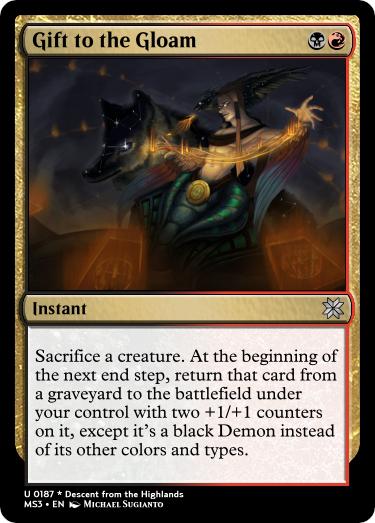 Gift to the Gloam
Instant
Sacrifice a creature. At the beginning of
the next end step, return that card from
a graveyard to the battlefield under
your control with two +1/+1 counters
on it, except it's a black Demon instead
of its other colors and types.
U 0187 * Descent from the Highlands
MS3 • EN Michael Sugianto